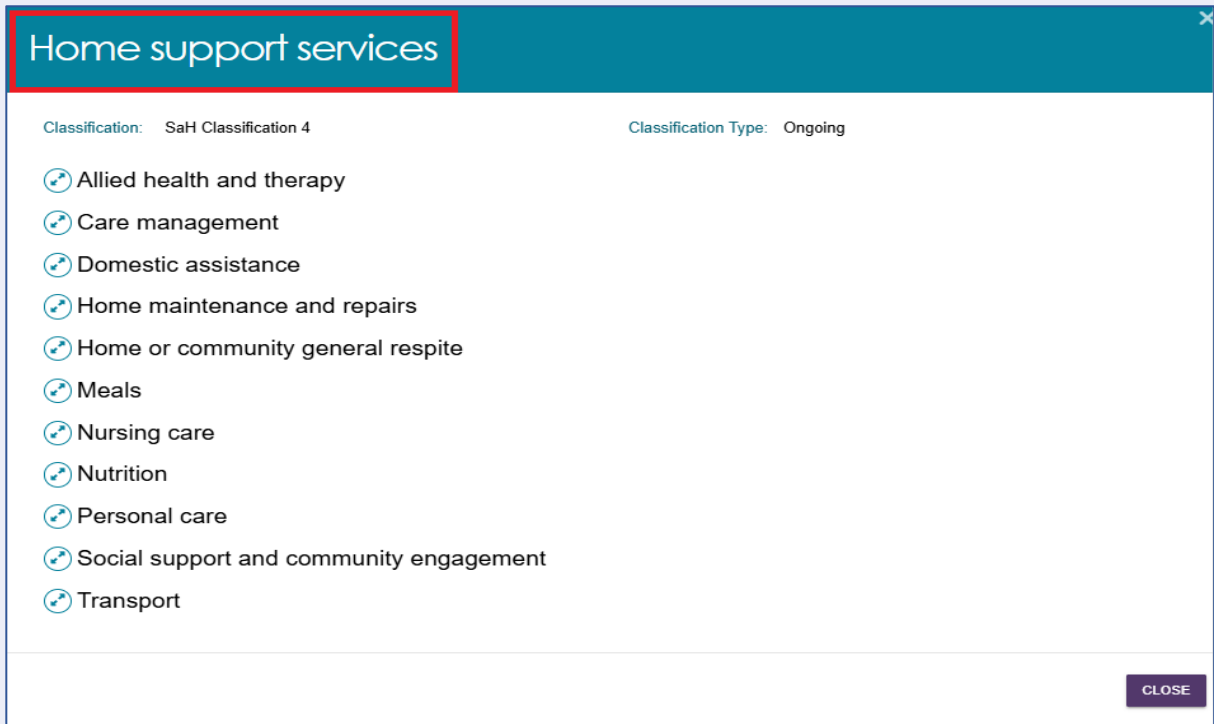 Home support services
Classification: SaH Classification 4 Classification Type: Ongoing
Allied health and therapy
Care management
Domestic assistance
Home maintenance and repairs
Home or community general respite
Meals
Nursing care
Nutrition
Personal care
Social support and community engagement
Transport
CLOSE